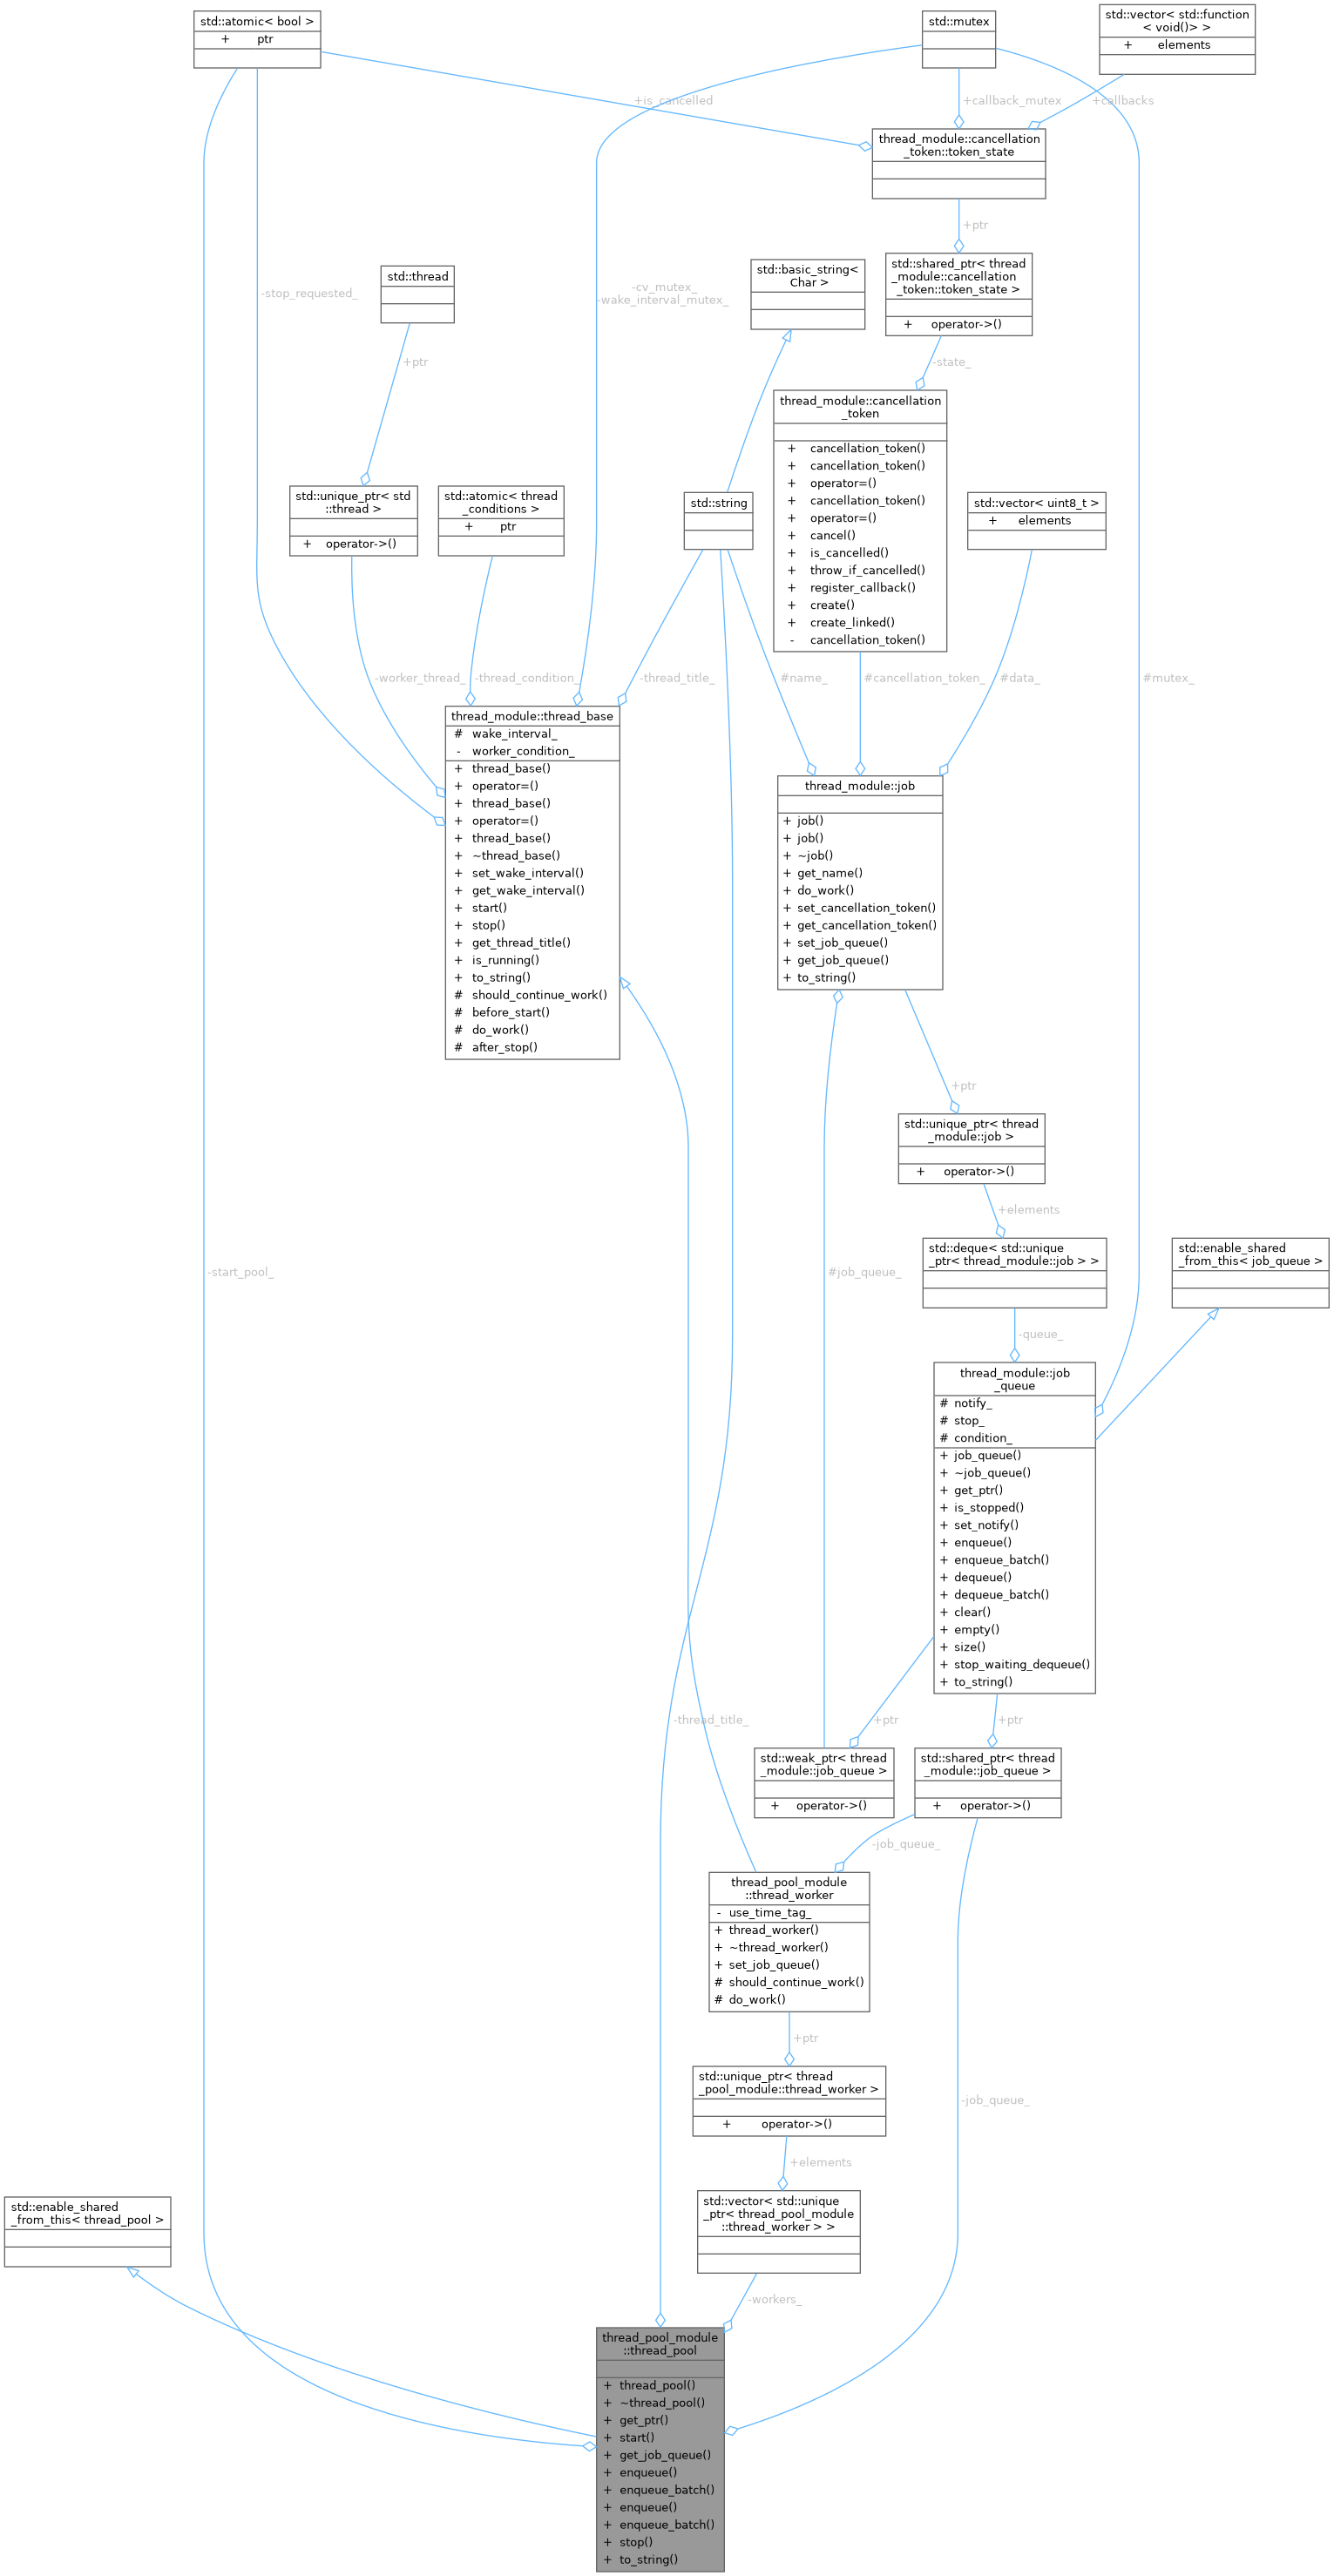 std::atomic< bool >
+ ptr
std::mutex
std::vector< std::function
< void()> >
+ elements
+is_cancelled
+callback_mutex
+callbacks
thread_module::cancellation
_token::token_state
+ptr
std::shared_ptr< thread
_module::cancellation
_token::token_state >
+ operator->()
std::basic_string<
Char >
std::thread
-stop_requested_
-cv_mutex_
-wake_interval_mutex_
+ptr
-state_
thread_module::cancellation
_token
+ cancellation_token()
+ cancellation_token()
+ operator=()
+ cancellation_token()
+ operator=()
+ cancel()
+ is_cancelled()
+ throw_if_cancelled()
+ register_callback()
+ create()
+ create_linked()
- cancellation_token()
std::unique_ptr< std
::thread >
+ operator->()
std::atomic< thread
_conditions >
+ ptr
std::string
std::vector< uint8_t >
+ elements
-worker_thread_
-thread_condition_
-thread_title_
#name_
#cancellation_token_
#data_
#mutex_
thread_module::thread_base
# wake_interval_
- worker_condition_
+ thread_base()
+ operator=()
+ thread_base()
+ operator=()
+ thread_base()
+ ~thread_base()
+ set_wake_interval()
+ get_wake_interval()
+ start()
+ stop()
+ get_thread_title()
+ is_running()
+ to_string()
# should_continue_work()
# before_start()
# do_work()
# after_stop()
thread_module::job
+ job()
+ job()
+ ~job()
+ get_name()
+ do_work()
+ set_cancellation_token()
+ get_cancellation_token()
+ set_job_queue()
+ get_job_queue()
+ to_string()
+ptr
std::unique_ptr< thread
_module::job >
+ operator->()
+elements
std::deque< std::unique
_ptr< thread_module::job > >
std::enable_shared
_from_this< job_queue >
-start_pool_
#job_queue_
-queue_
thread_module::job
_queue
# notify_
# stop_
# condition_
+ job_queue()
+ ~job_queue()
+ get_ptr()
+ is_stopped()
+ set_notify()
+ enqueue()
+ enqueue_batch()
+ dequeue()
+ dequeue_batch()
+ clear()
+ empty()
+ size()
+ stop_waiting_dequeue()
+ to_string()
-thread_title_
+ptr
+ptr
std::weak_ptr< thread
_module::job_queue >
+ operator->()
std::shared_ptr< thread
_module::job_queue >
+ operator->()
-job_queue_
thread_pool_module
::thread_worker
- use_time_tag_
+ thread_worker()
+ ~thread_worker()
+ set_job_queue()
# should_continue_work()
# do_work()
+ptr
std::unique_ptr< thread
_pool_module::thread_worker >
+ operator->()
-job_queue_
+elements
std::vector< std::unique
_ptr< thread_pool_module
::thread_worker > >
std::enable_shared
_from_this< thread_pool >
-workers_
thread_pool_module
::thread_pool
+ thread_pool()
+ ~thread_pool()
+ get_ptr()
+ start()
+ get_job_queue()
+ enqueue()
+ enqueue_batch()
+ enqueue()
+ enqueue_batch()
+ stop()
+ to_string()